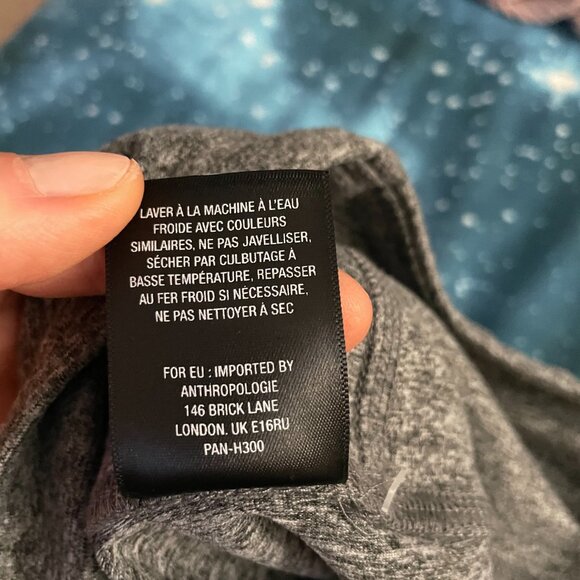 LAVER À LA MACHINE À L'EAU
FROIDE AVEC COULEURS
SIMILAIRES, NE PAS JAVELLISER,
SÉCHER PAR CULBUTAGE À
BASSE TEMPÉRATURE, REPASSER
AU FER FROID SI NÉCESSAIRE,
NE PAS NETTOYER À SEC
FOR EU : IMPORTED BY
ANTHROPOLOGIE
146 BRICK LANE
LONDON. UK E16RU
PAN-H300